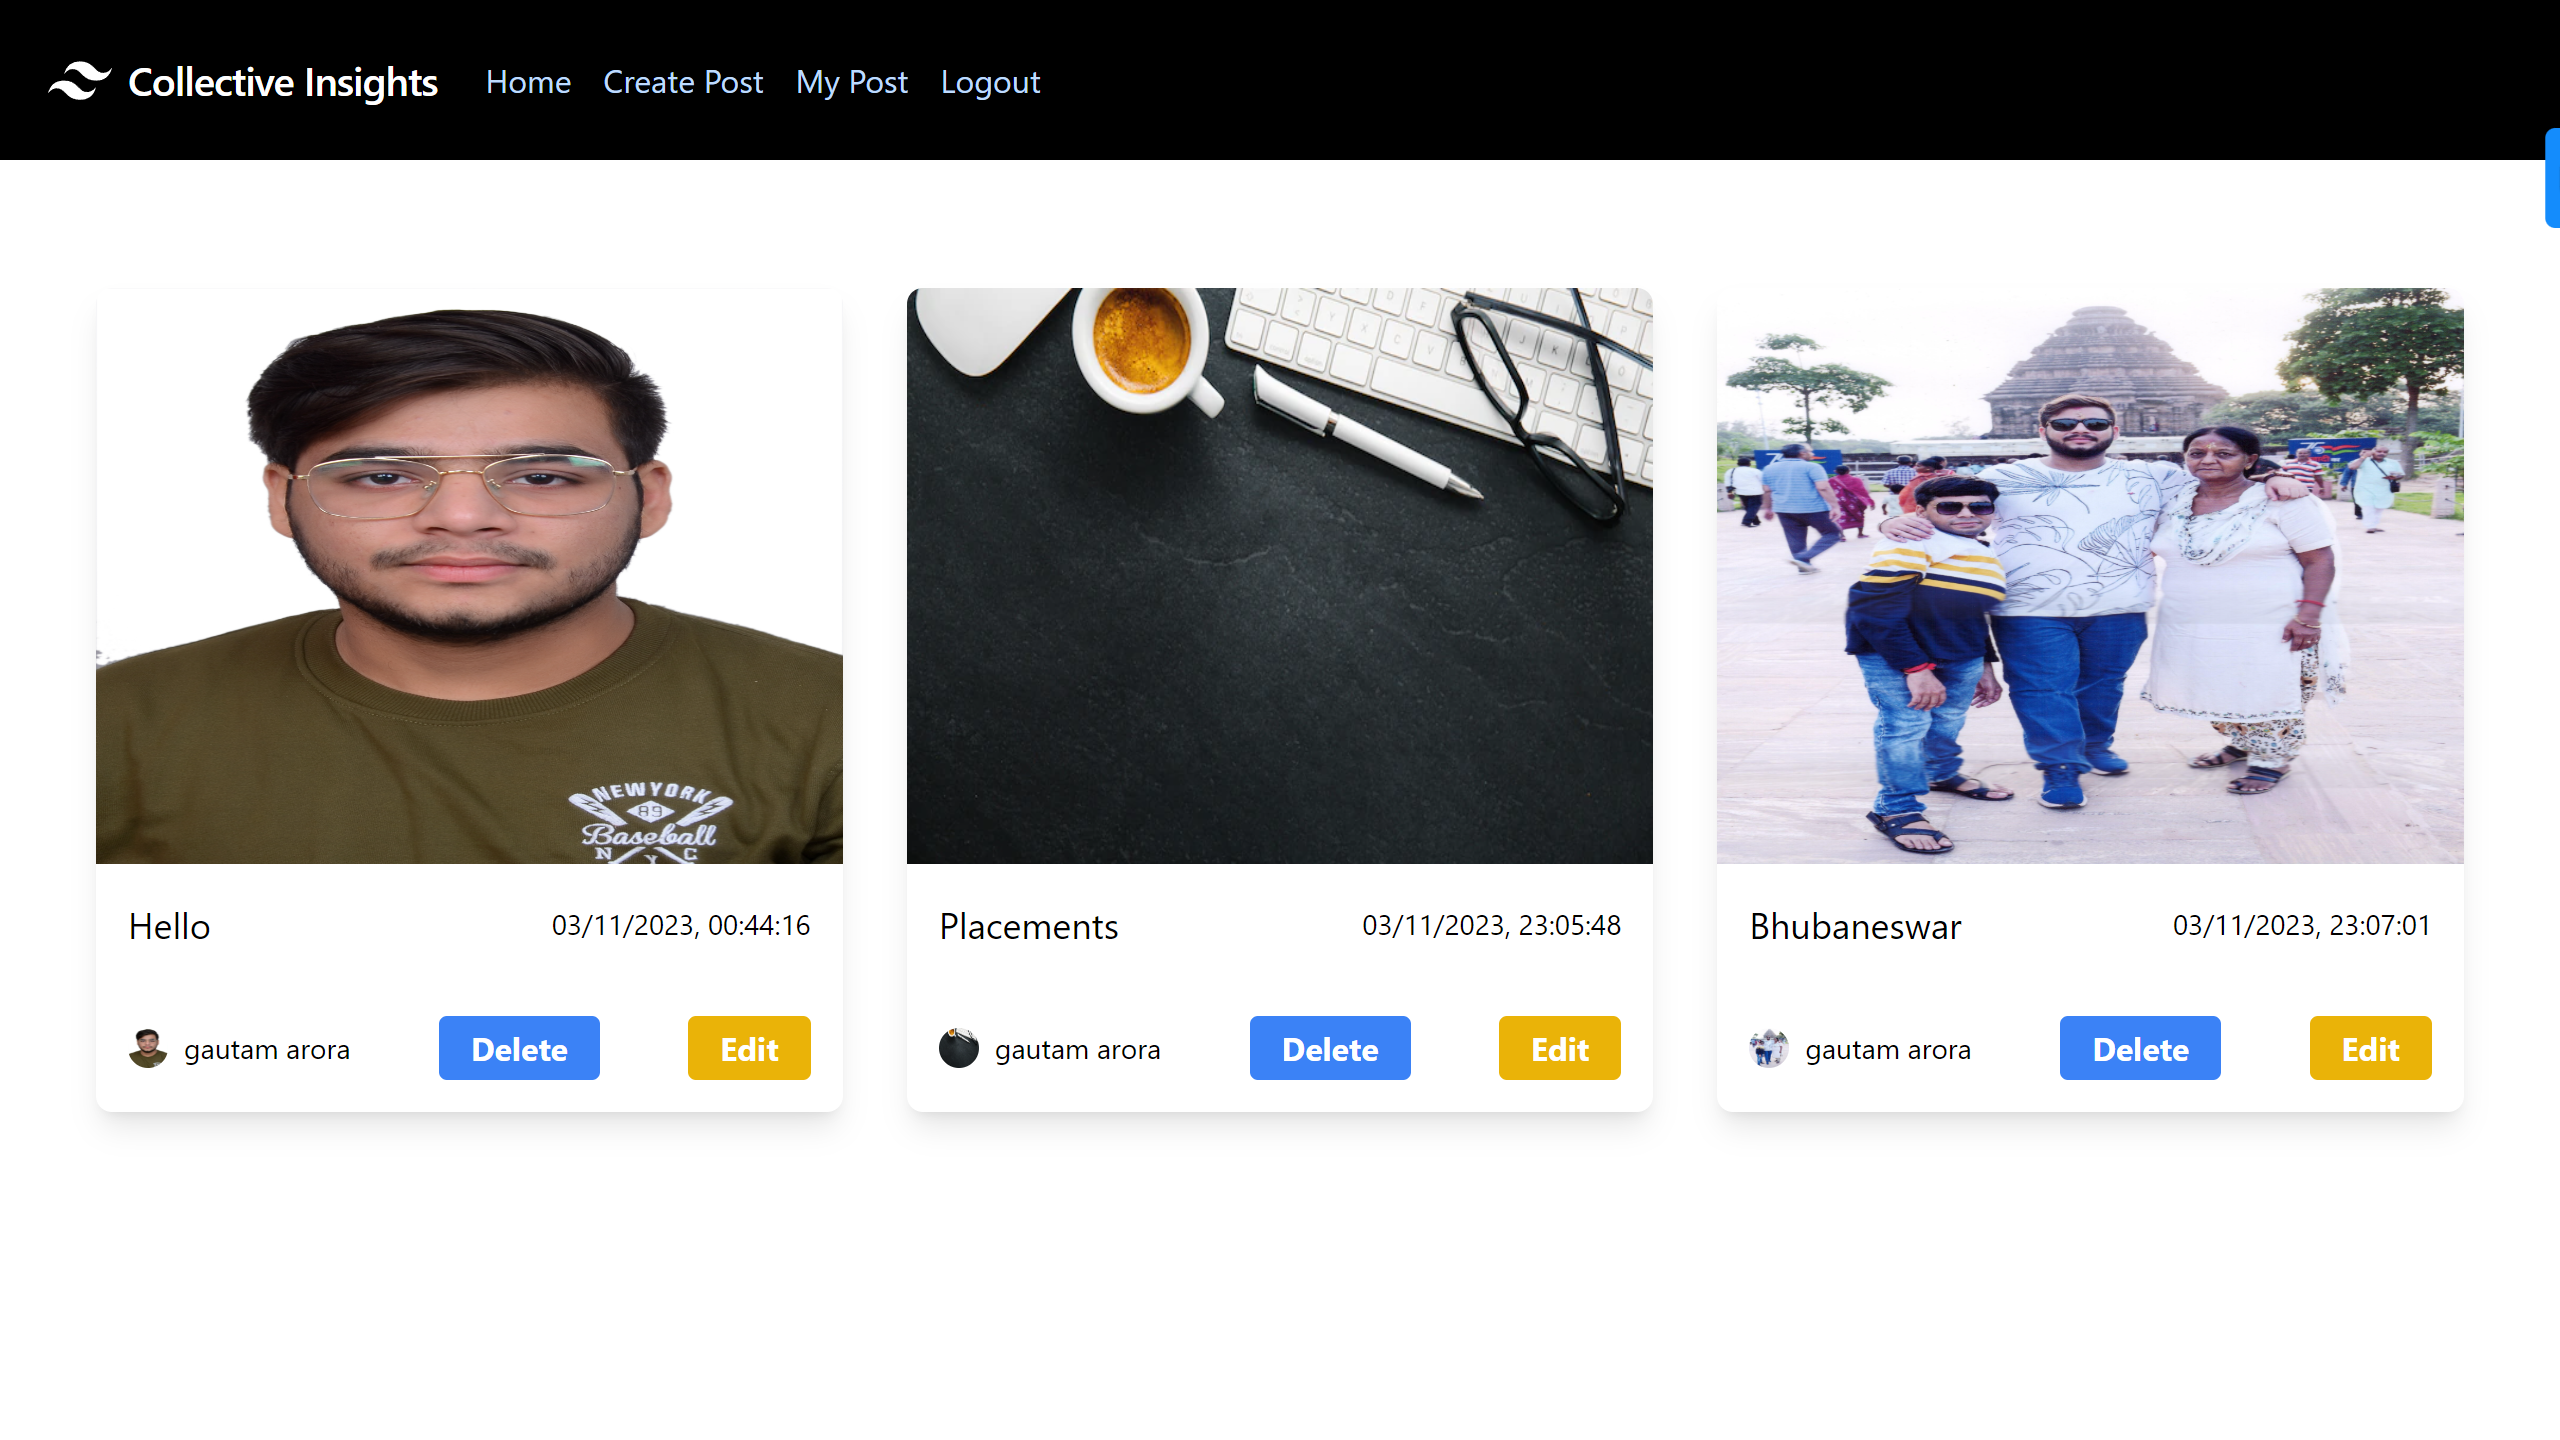 Collective Insights Home Create Post My Post Logout
NEWYORK
89
Baseball
N Y C
Hello 03/11/2023, 00:44:16
gautam arora Delete Edit
Placements 03/11/2023, 23:05:48
gautam arora Delete Edit
Bhubaneswar 03/11/2023, 23:07:01
gautam arora Delete Edit